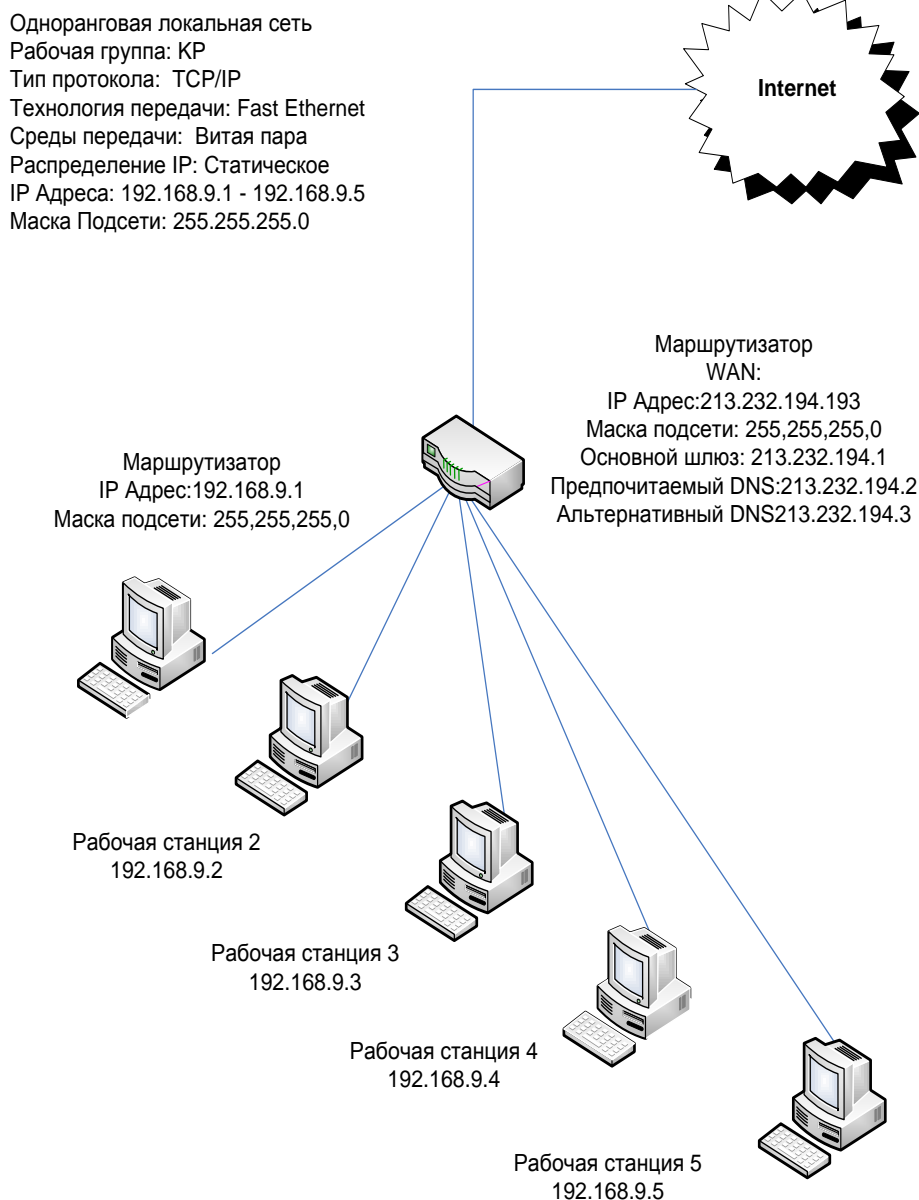 Одноранговая локальная сеть
Рабочая группа: KP
Тип протокола:  TCP/IP
Технология передачи: Fast Ethernet
Среды передачи:  Витая пара
Распределение IP: Статическое
IP Адреса: 192.168.9.1 - 192.168.9.5
Маска Подсети: 255.255.255.0
Internet
Маршрутизатор
WAN:
IP Адрес:213.232.194.193
Маска подсети: 255,255,255,0
Основной шлюз: 213.232.194.1
Предпочитаемый DNS:213.232.194.2
Альтернативный DNS213.232.194.3
Маршрутизатор
IP Адрес:192.168.9.1
Маска подсети: 255,255,255,0
Рабочая станция 2
192.168.9.2
Рабочая станция 3
192.168.9.3
Рабочая станция 4
192.168.9.4
Рабочая станция 5
192.168.9.5